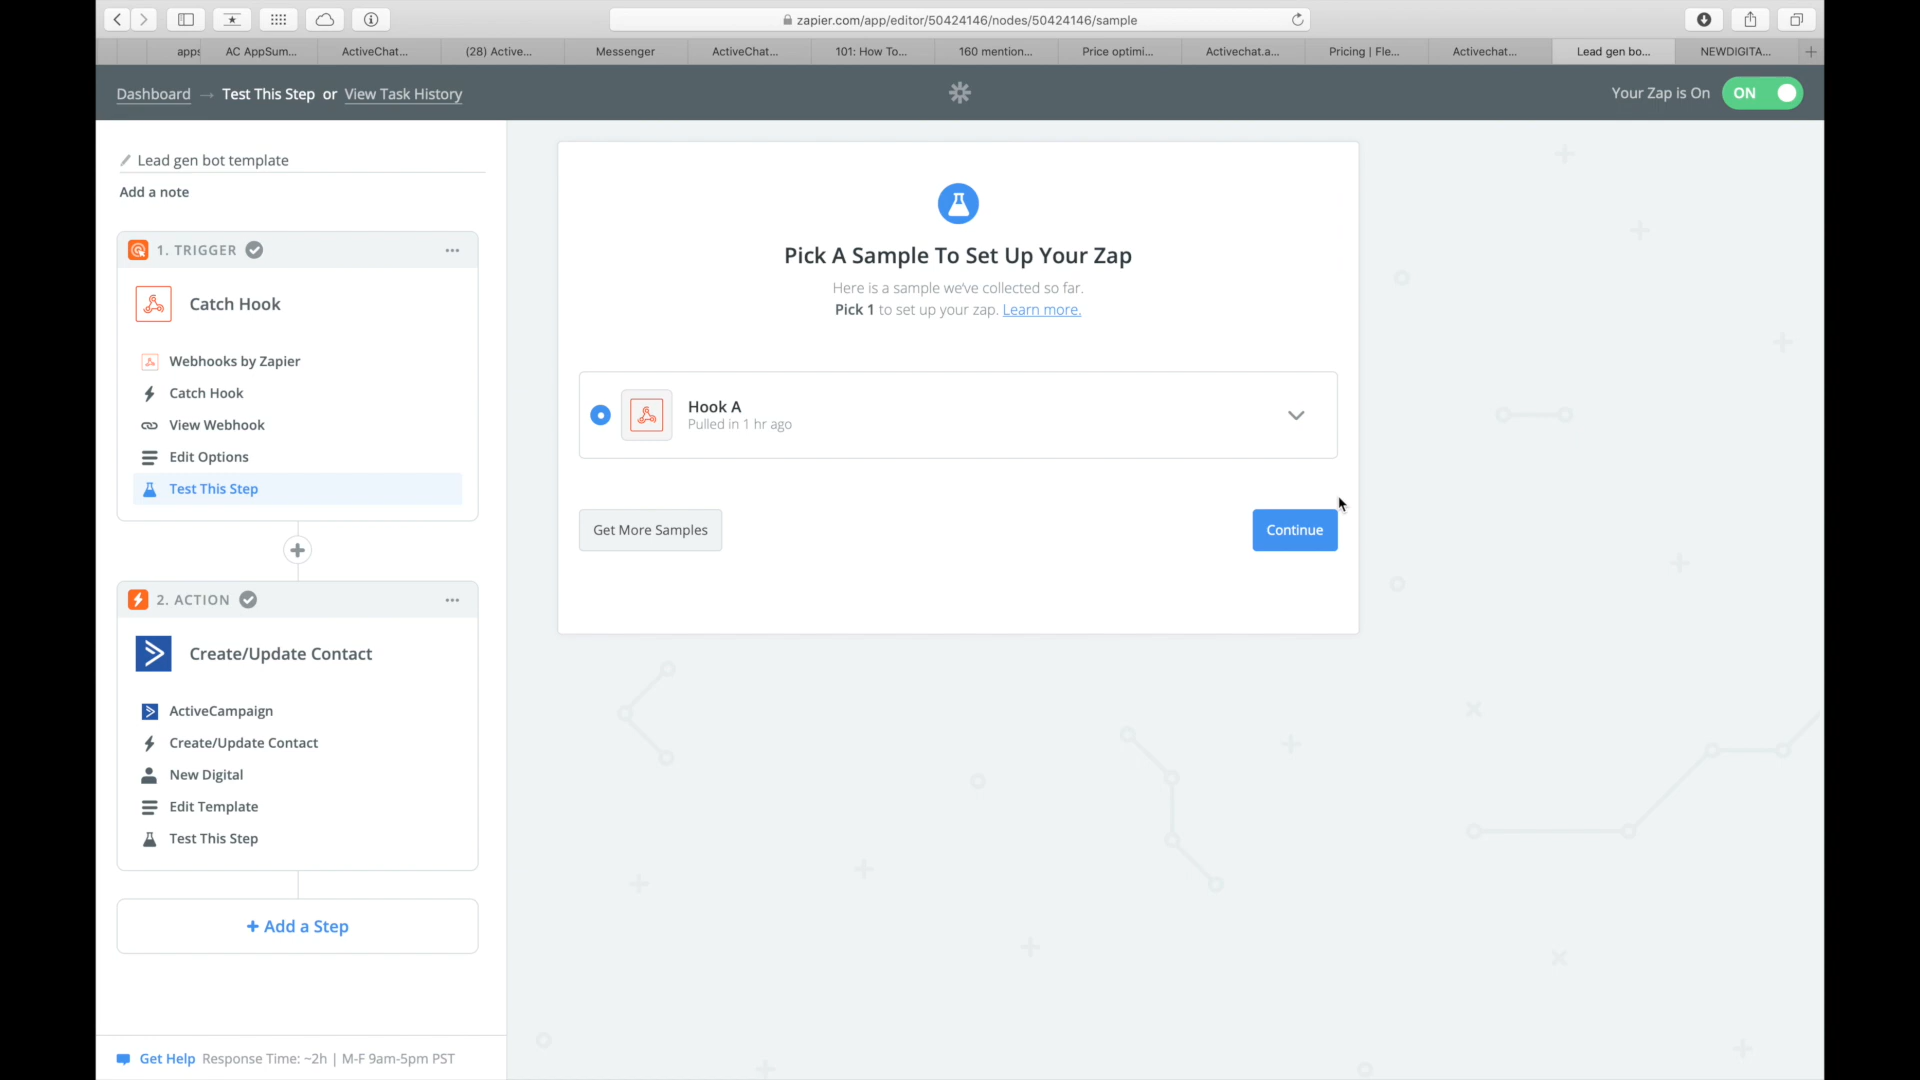 zapier.com/app/editor/50424146/nodes/50424146/sample
apps
AC AppSum...
ActiveChat...
(28) Active...
Messenger
ActiveChat...
101: How To...
160 mention...
Price optimi...
Activechat.a...
Pricing | Fle...
Activechat...
Lead gen bo...
NEWDIGITA...
Dashboard → Test This Step or View Task History
Your Zap is On
ON
Lead gen bot template
Add a note
1. TRIGGER
Catch Hook
Webhooks by Zapier
Catch Hook
View Webhook
Edit Options
Test This Step
2. ACTION
Create/Update Contact
ActiveCampaign
Create/Update Contact
New Digital
Edit Template
Test This Step
+ Add a Step
Get Help Response Time: ~2h | M-F 9am-5pm PST
Pick A Sample To Set Up Your Zap
Here is a sample we've collected so far.
Pick 1 to set up your zap. Learn more.
Hook A
Pulled in 1 hr ago
Get More Samples
Continue